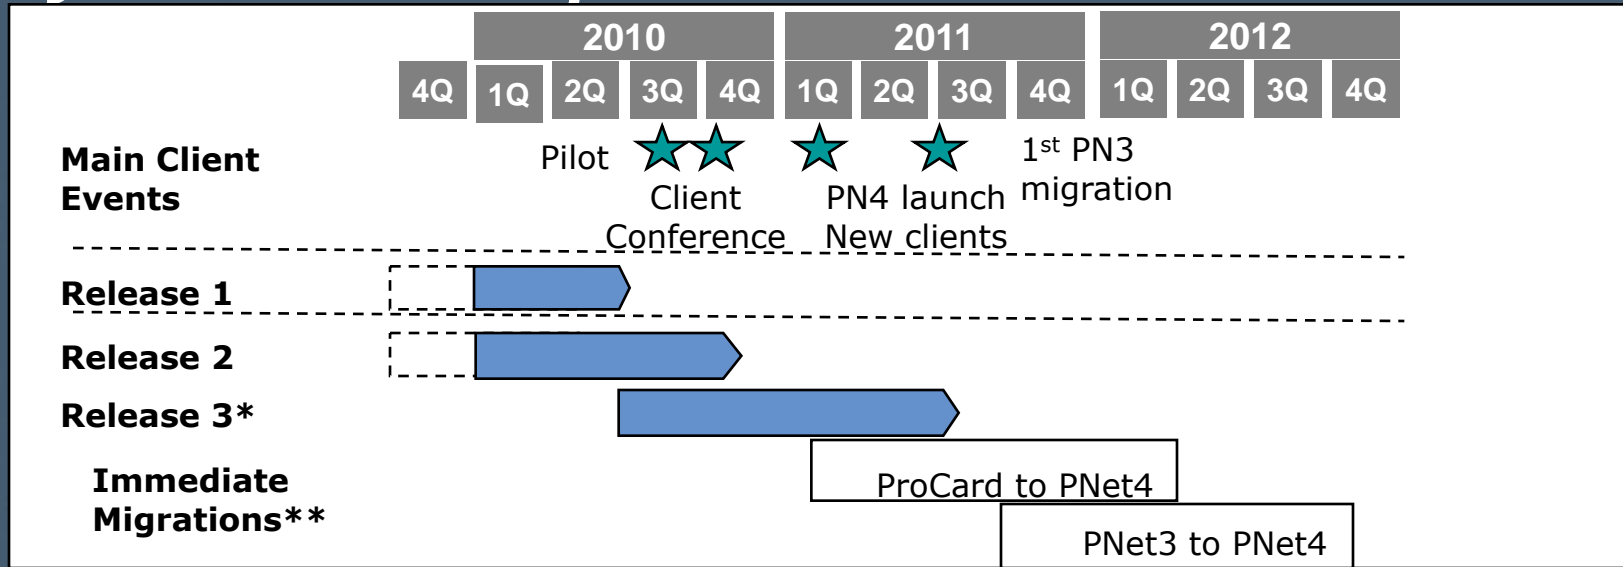 2010 2011 2012
4Q 1Q 2Q 3Q 4Q 1Q 2Q 3Q 4Q 1Q 2Q 3Q 4Q
Main Client
Events
Pilot
Client
Conference
PN4 launch
New clients
1st PN3
migration
Release 1
Release 2
Release 3*
Immediate
Migrations**
ProCard to PNet4
PNet3 to PNet4